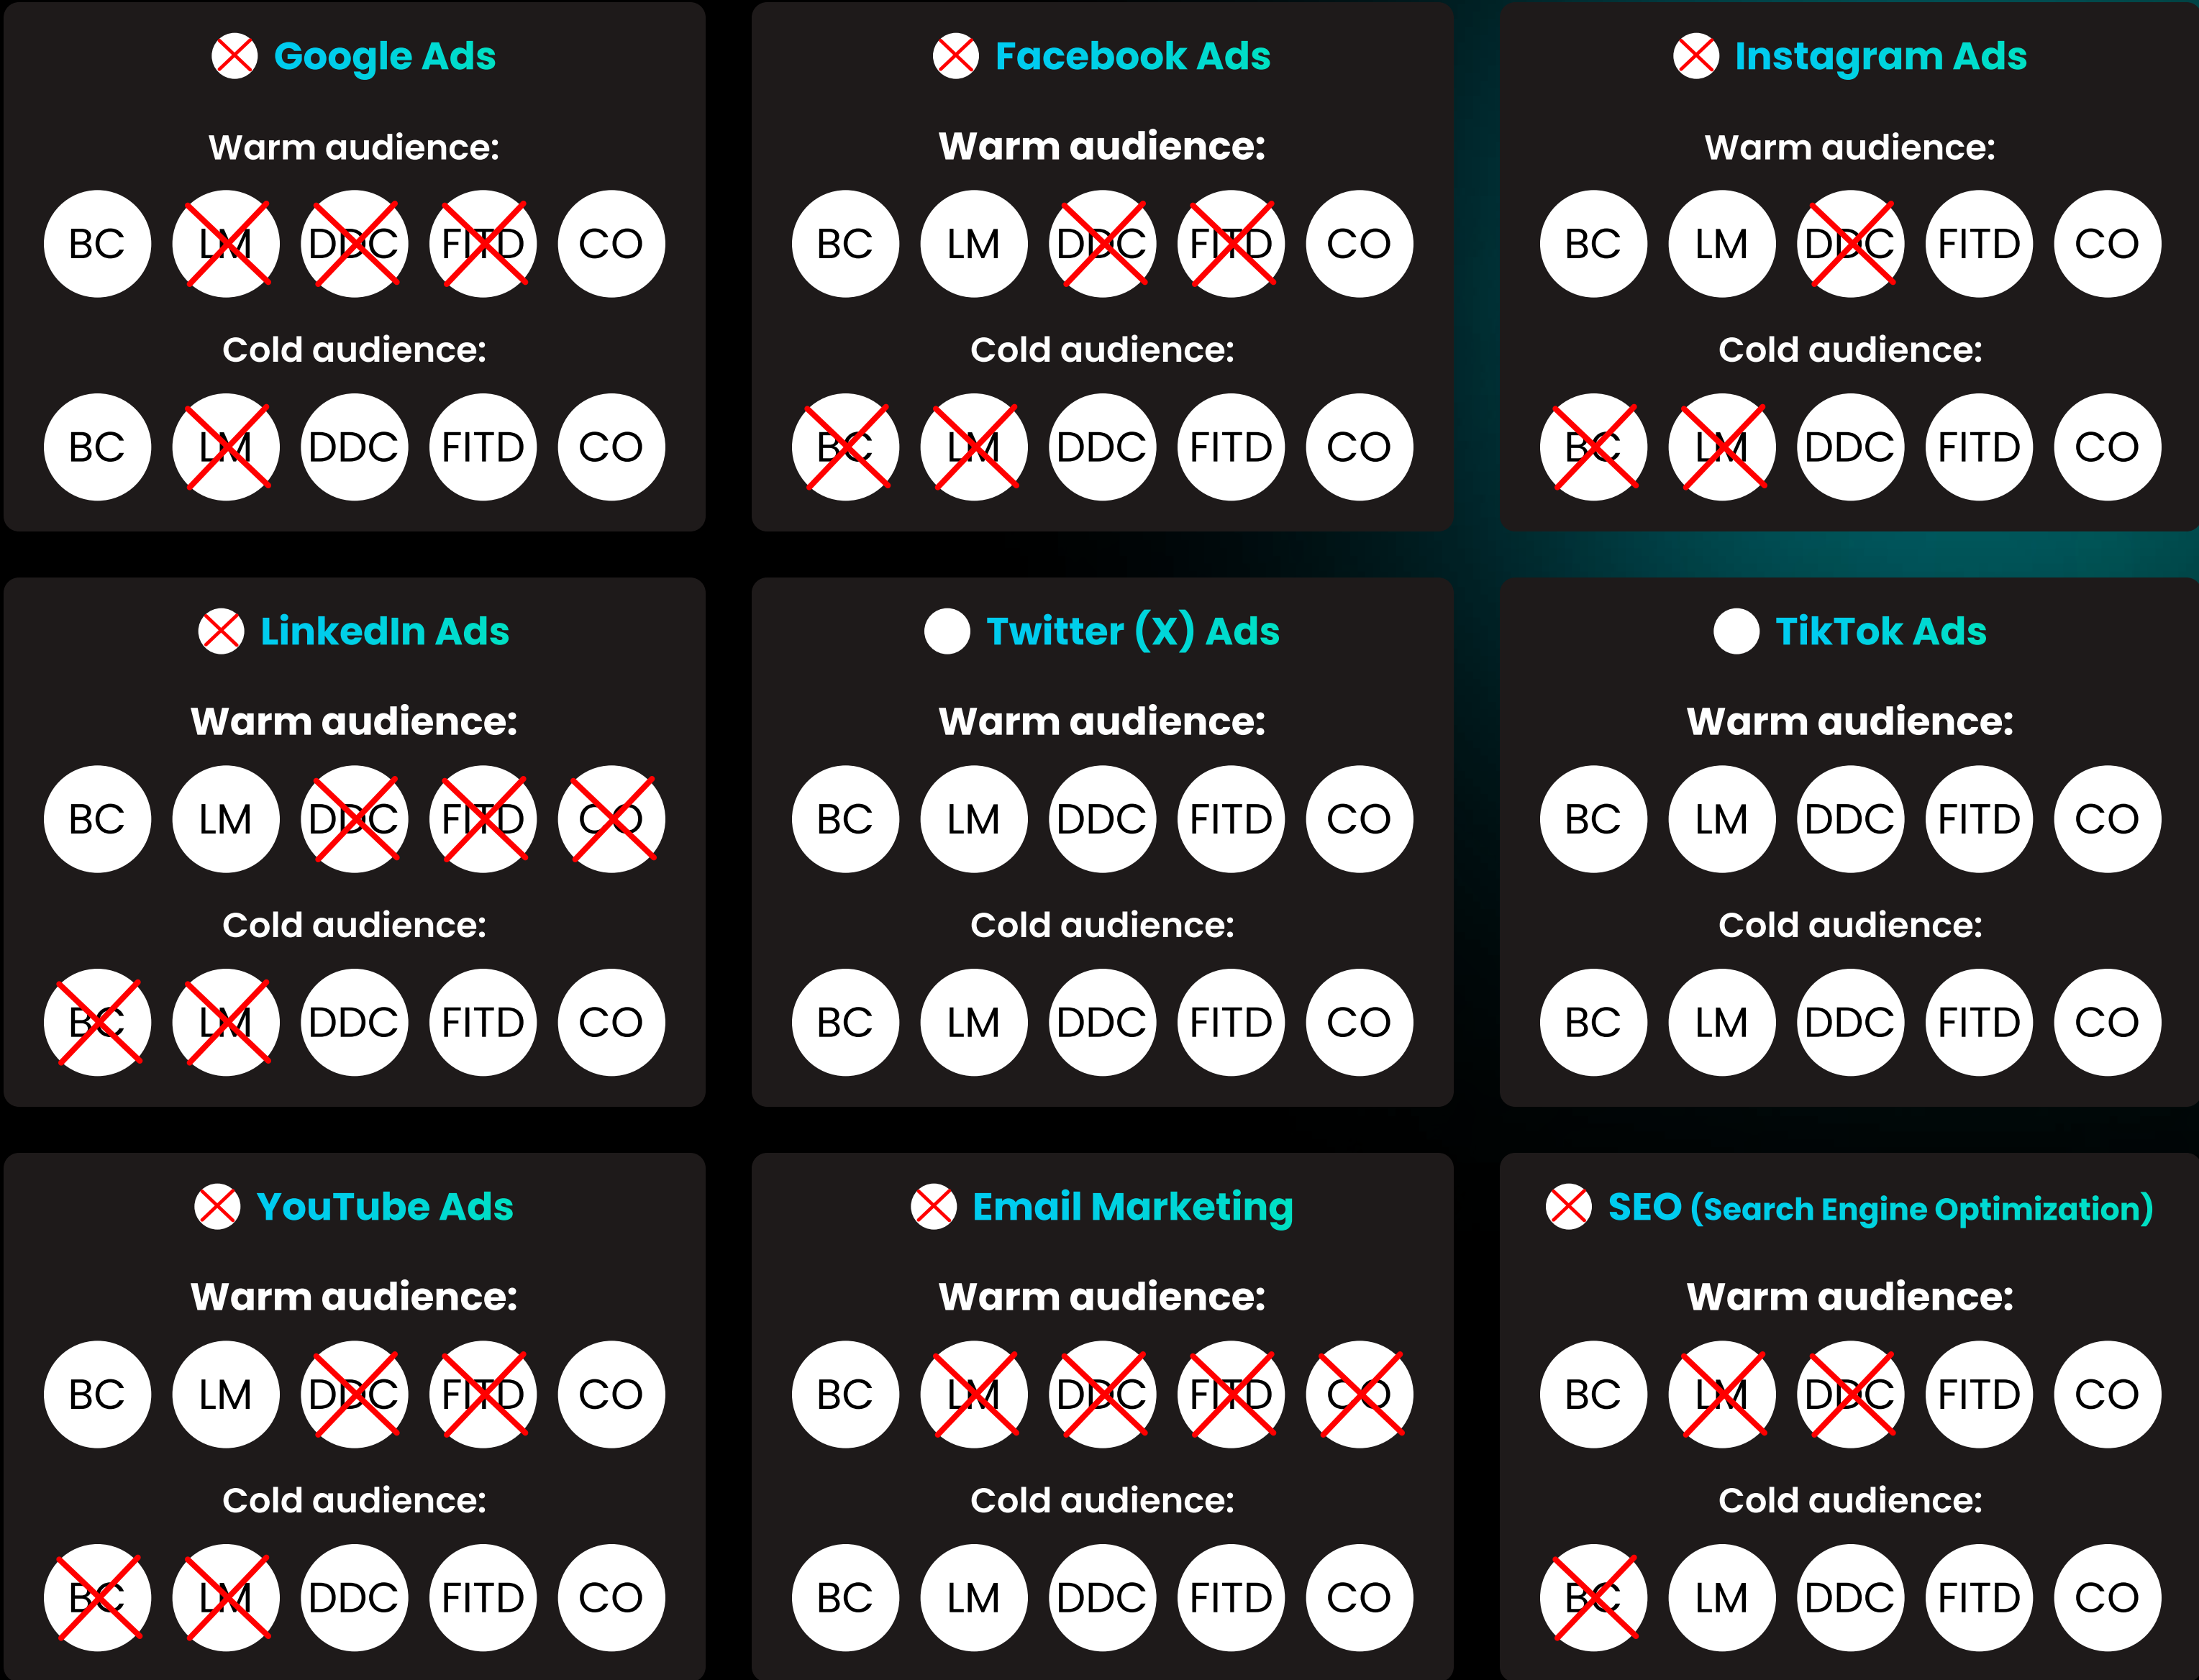 Google Ads
Warm audience:
BC LM DDC FITD CO
Cold audience:
BC LM DDC FITD CO
Facebook Ads
Warm audience:
BC LM DDC FITD CO
Cold audience:
BC LM DDC FITD CO
Instagram Ads
Warm audience:
BC LM DDC FITD CO
Cold audience:
BC LM DDC FITD CO
LinkedIn Ads
Warm audience:
BC LM DDC FITD CO
Cold audience:
BC LM DDC FITD CO
Twitter (X) Ads
Warm audience:
BC LM DDC FITD CO
Cold audience:
BC LM DDC FITD CO
TikTok Ads
Warm audience:
BC LM DDC FITD CO
Cold audience:
BC LM DDC FITD CO
YouTube Ads
Warm audience:
BC LM DDC FITD CO
Cold audience:
BC LM DDC FITD CO
Email Marketing
Warm audience:
BC LM DDC FITD CO
Cold audience:
BC LM DDC FITD CO
SEO (Search Engine Optimization)
Warm audience:
BC LM DDC FITD CO
Cold audience:
BC LM DDC FITD CO